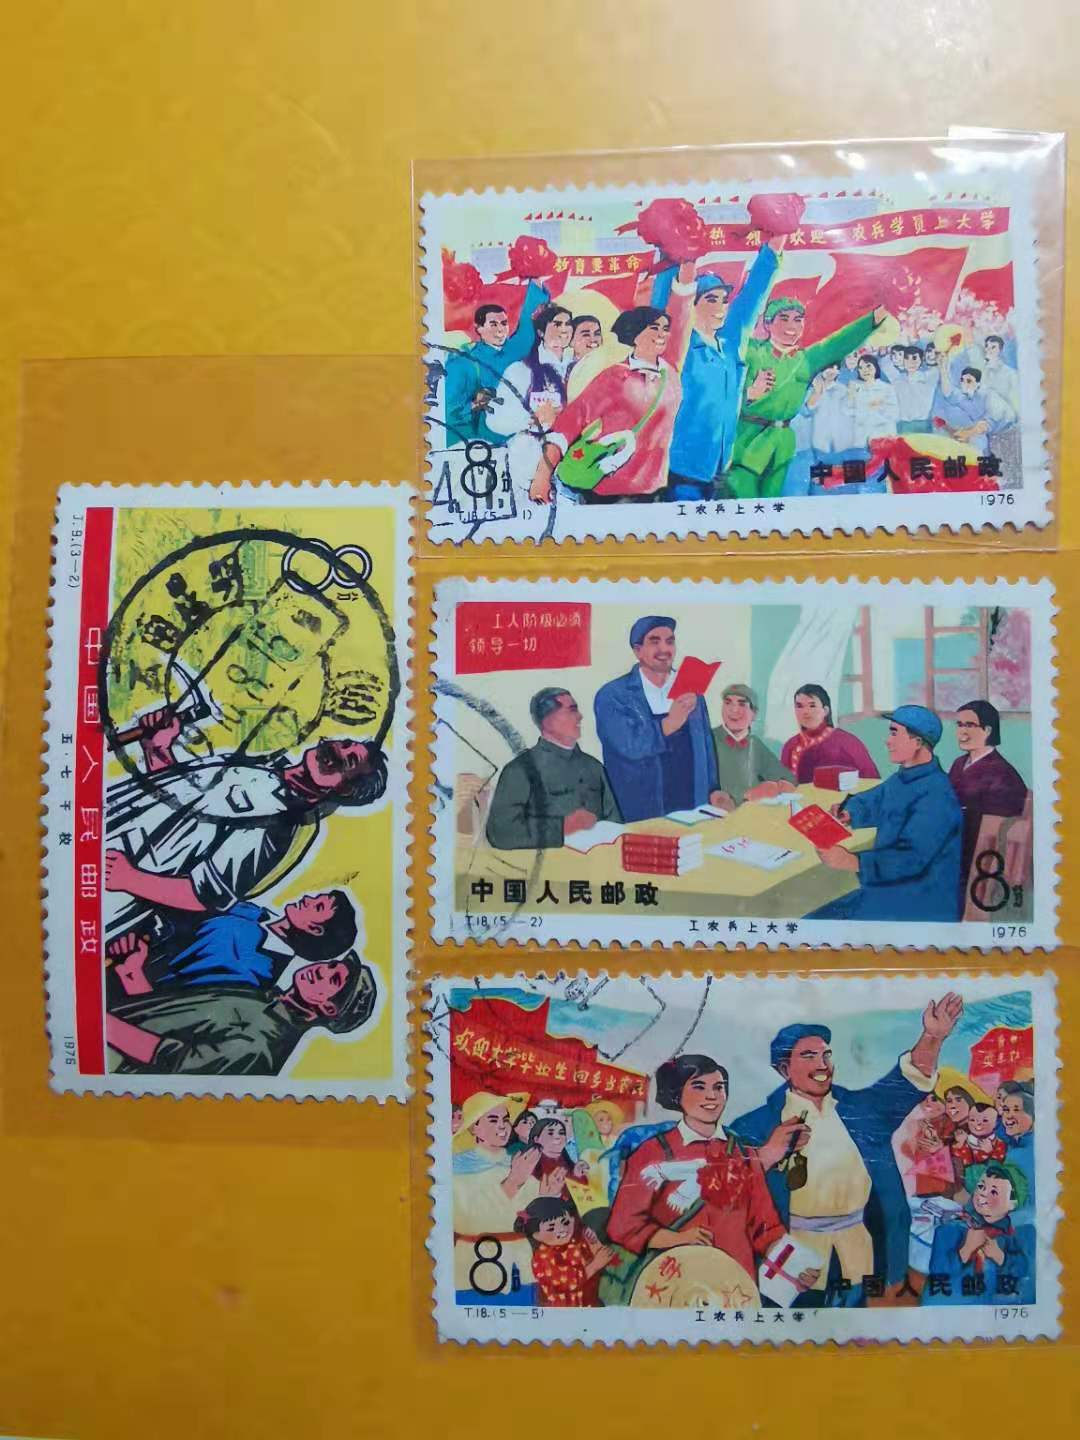 热烈欢迎工农兵学员上大学
教育要革命
8分
中国人民邮政
T.18.(5—1)
工农兵上大学
1976
工人阶级必须
领导一切
中国人民邮政
8分
T.18.(5—2)
工农兵上大学
1976
欢迎大学毕业生回乡当农民
8分
中国人民邮政
T.18.(5—5)
工农兵上大学
1976
J.9.(3—2)
中国人民邮政
五·七干校
1976
8分